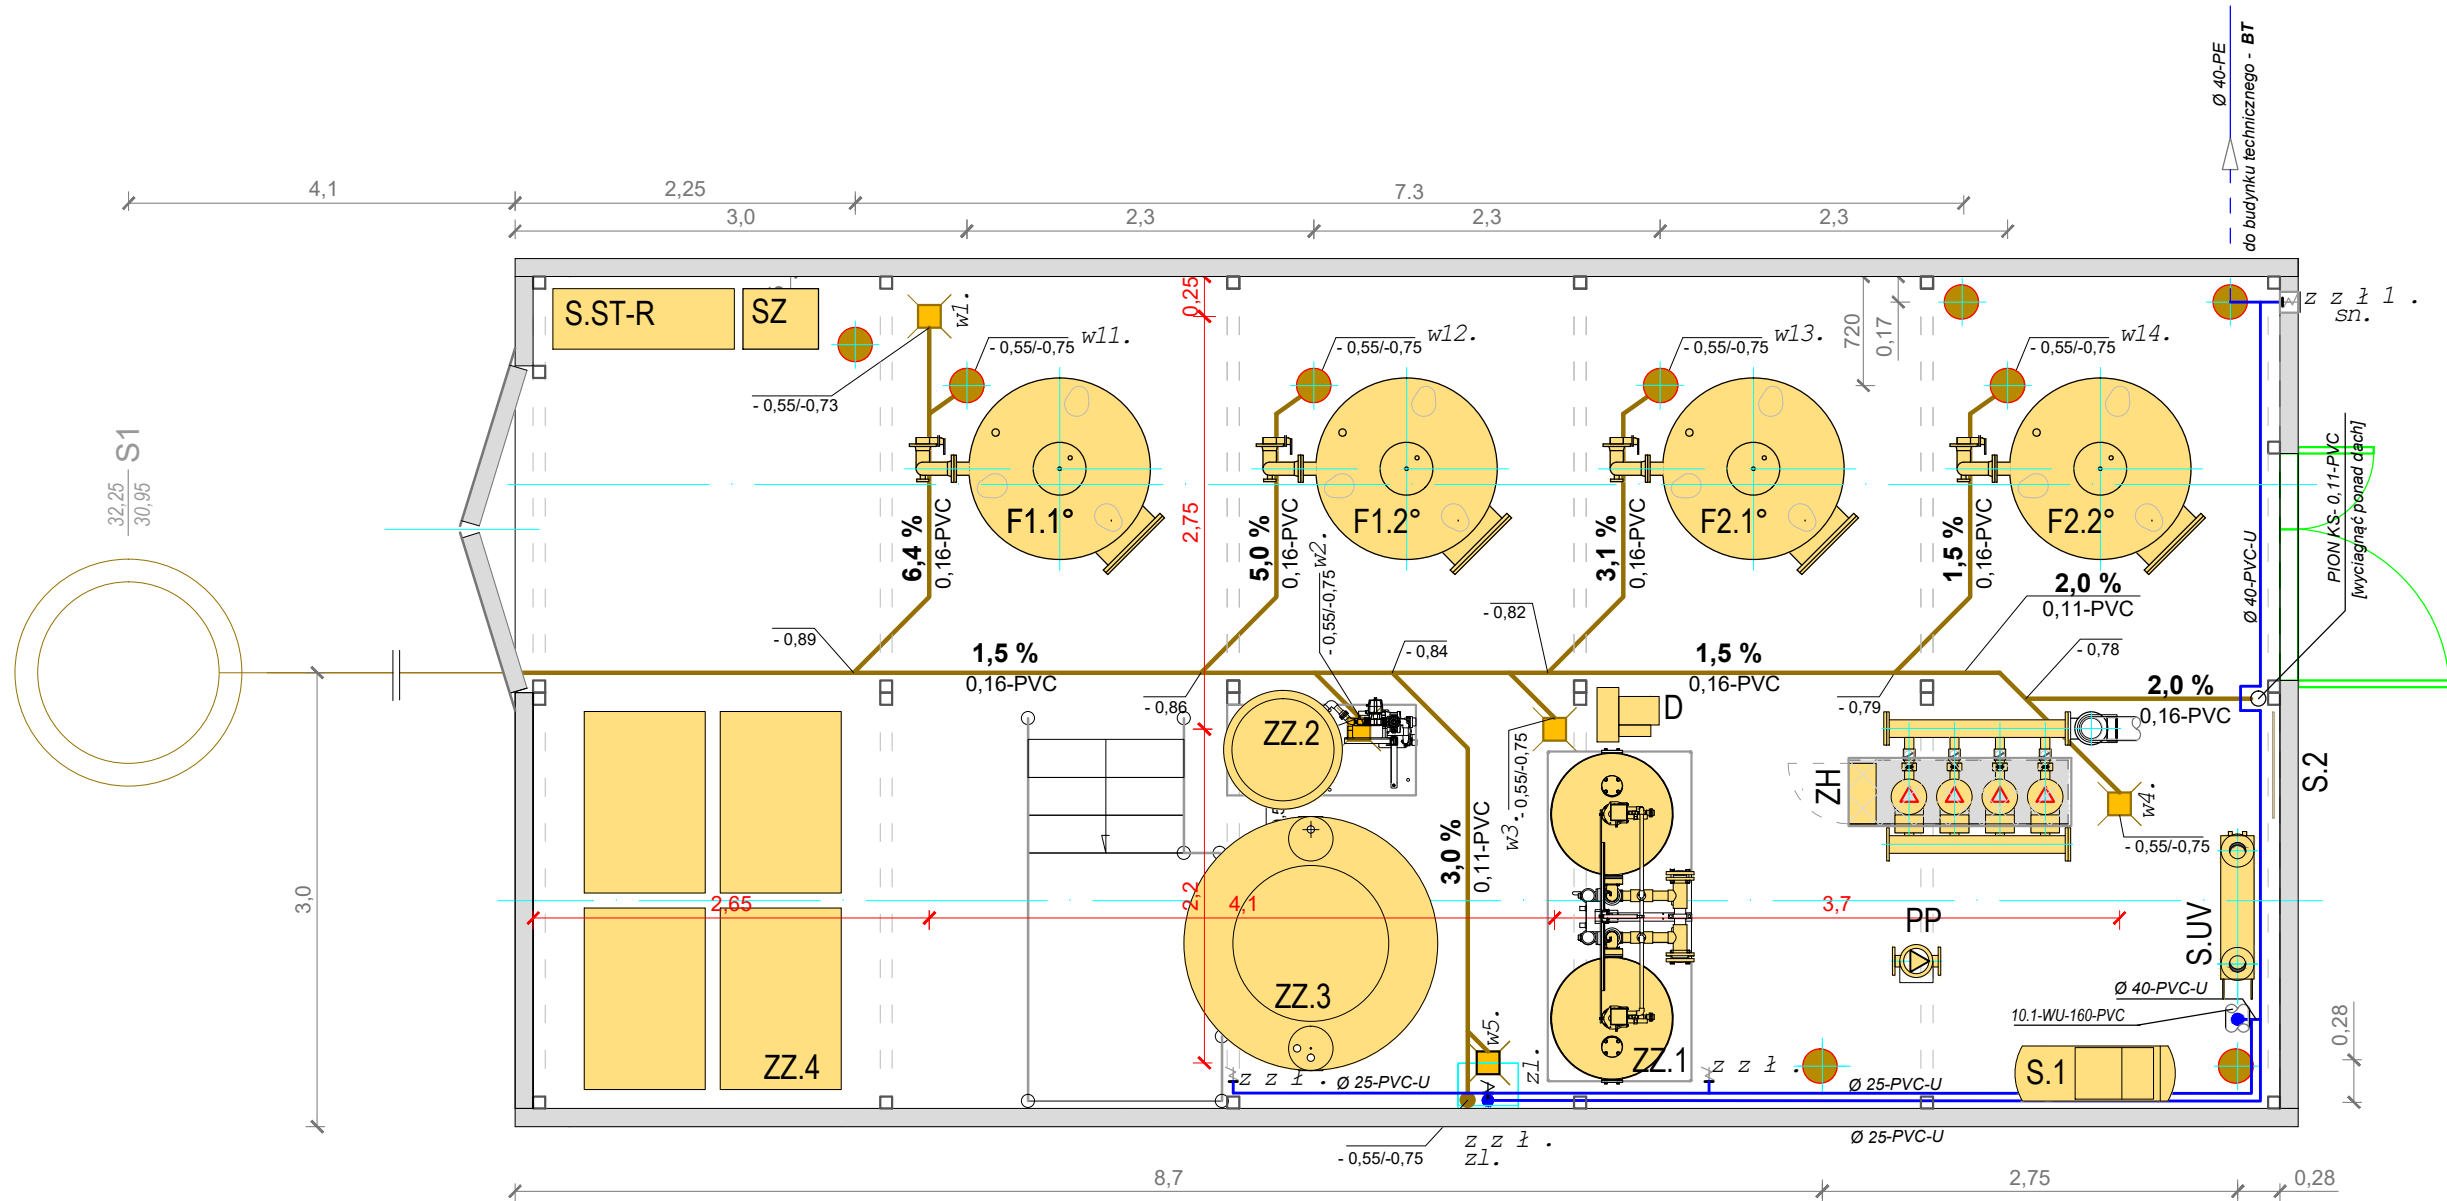 Ø 40-PE
do budynku technicznego - BT
4,1
2,25
7.3
3,0
2,3
2,3
2,3
S.ST-R
SZ
w1.
0,25
- 0,55/-0,75
w11.
- 0,55/-0,75
w12.
- 0,55/-0,75
w13.
720
0,17
- 0,55/-0,75
w14.
z z ł 1 .
sn.
- 0,55/-0,73
S1
32,25
30,95
F1.1°
F1.2°
F2.1°
F2.2°
2,75
6,4 %
0,16-PVC
5,0 %
0,16-PVC
3,1 %
0,16-PVC
1,5 %
0,16-PVC
w2.
- 0,55/-0,75
Ø 40-PVC-U
PION KS- 0,11-PVC
[wyciągnąć ponad dach]
2,0 %
0,11-PVC
- 0,89
- 0,82
- 0,84
- 0,78
1,5 %
0,16-PVC
1,5 %
0,16-PVC
2,0 %
0,16-PVC
- 0,86
- 0,79
ZZ.2
D
w3.
- 0,55/-0,75
ZH
S.2
w4.
- 0,55/-0,75
3,0 %
0,11-PVC
3,0
2,65
2,2
4,1
3,7
PP
S.UV
ZZ.3
ZZ.4
ZZ.1
w5.
zl.
A
Ø 40-PVC-U
10.1-WU-160-PVC
S.1
0,28
z z ł .
Ø 25-PVC-U
z z ł .
Ø 25-PVC-U
Ø 25-PVC-U
z z ł .
zl.
- 0,55/-0,75
8,7
2,75
0,28